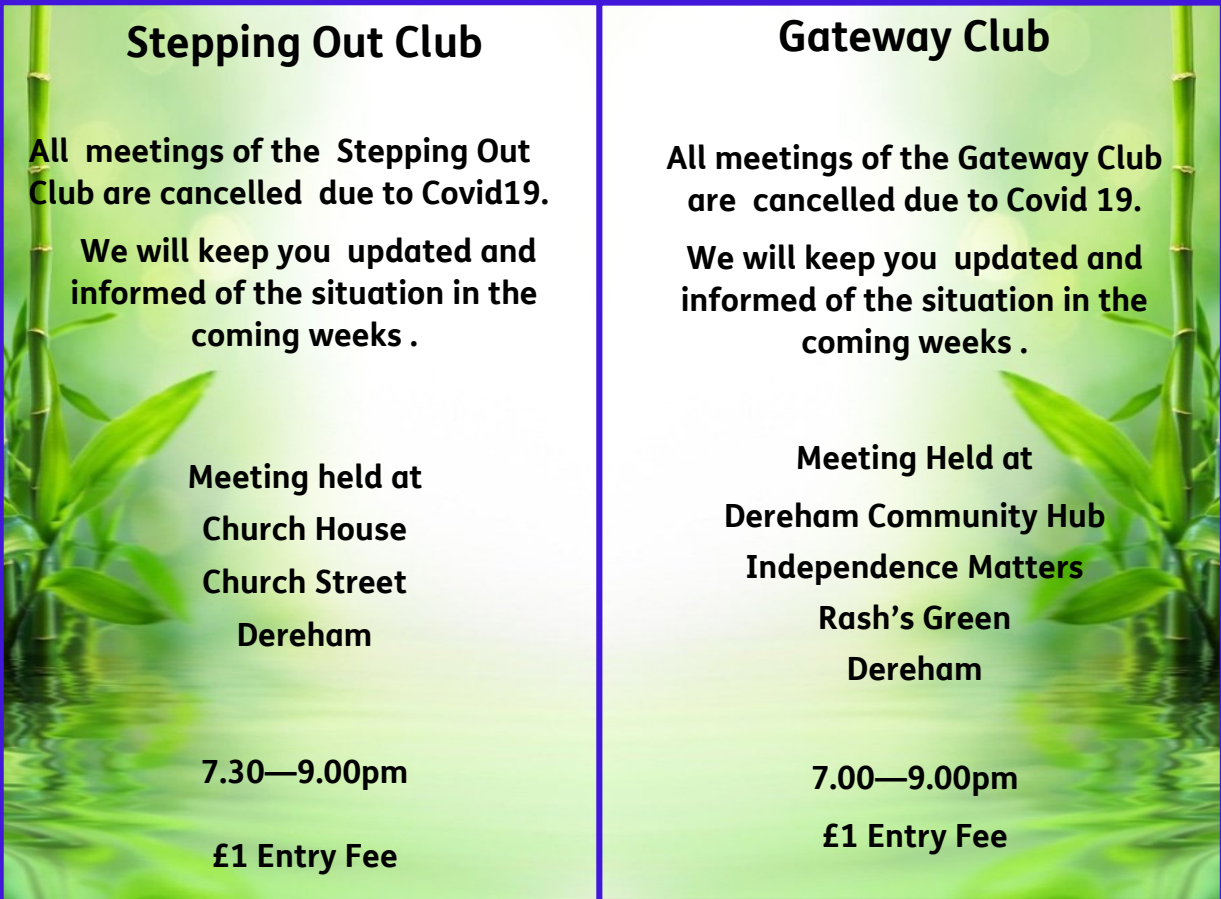 Stepping Out Club
All meetings of the Stepping Out
Club are cancelled due to Covid19.
We will keep you updated and
informed of the situation in the
coming weeks .
Meeting held at
Church House
Church Street
Dereham
7.30—9.00pm
£1 Entry Fee
Gateway Club
All meetings of the Gateway Club
are cancelled due to Covid 19.
We will keep you updated and
informed of the situation in the
coming weeks .
Meeting Held at
Dereham Community Hub
Independence Matters
Rash’s Green
Dereham
7.00—9.00pm
£1 Entry Fee